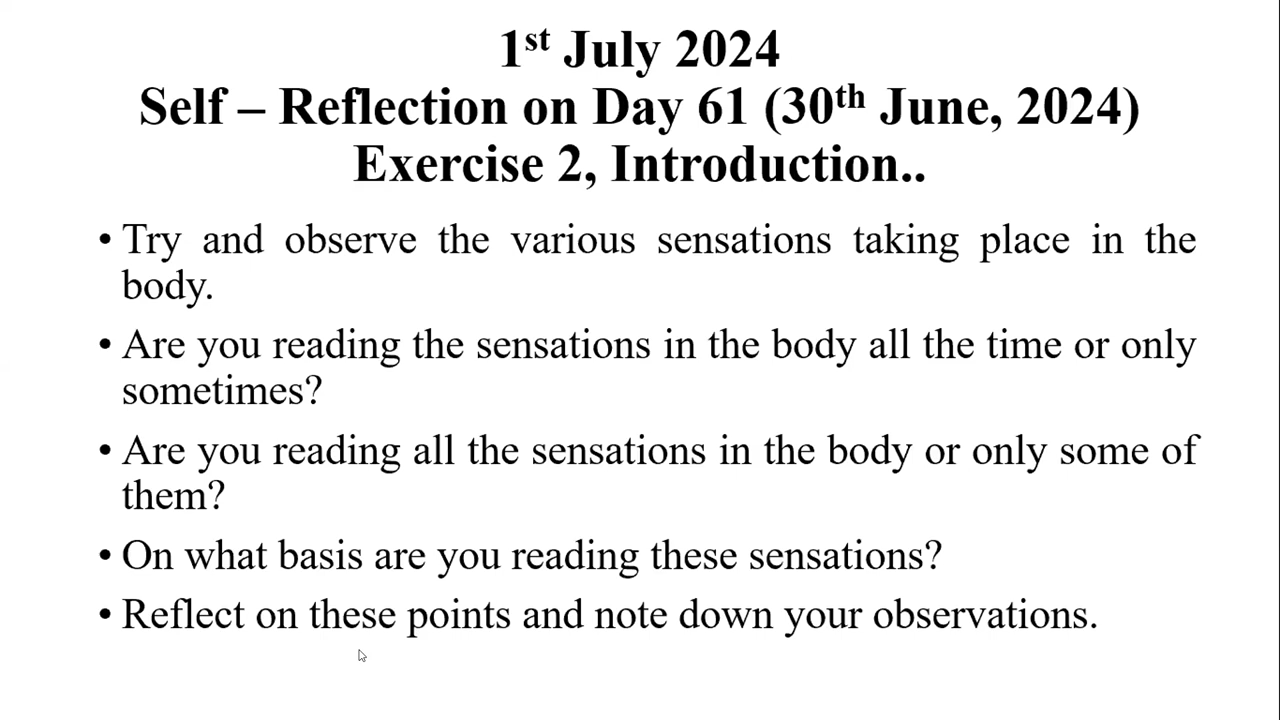 1st July 2024
Self – Reflection on Day 61 (30th June, 2024)
Exercise 2, Introduction..
• Try and observe the various sensations taking place in the
body.
• Are you reading the sensations in the body all the time or only
sometimes?
• Are you reading all the sensations in the body or only some of
them?
• On what basis are you reading these sensations?
• Reflect on these points and note down your observations.